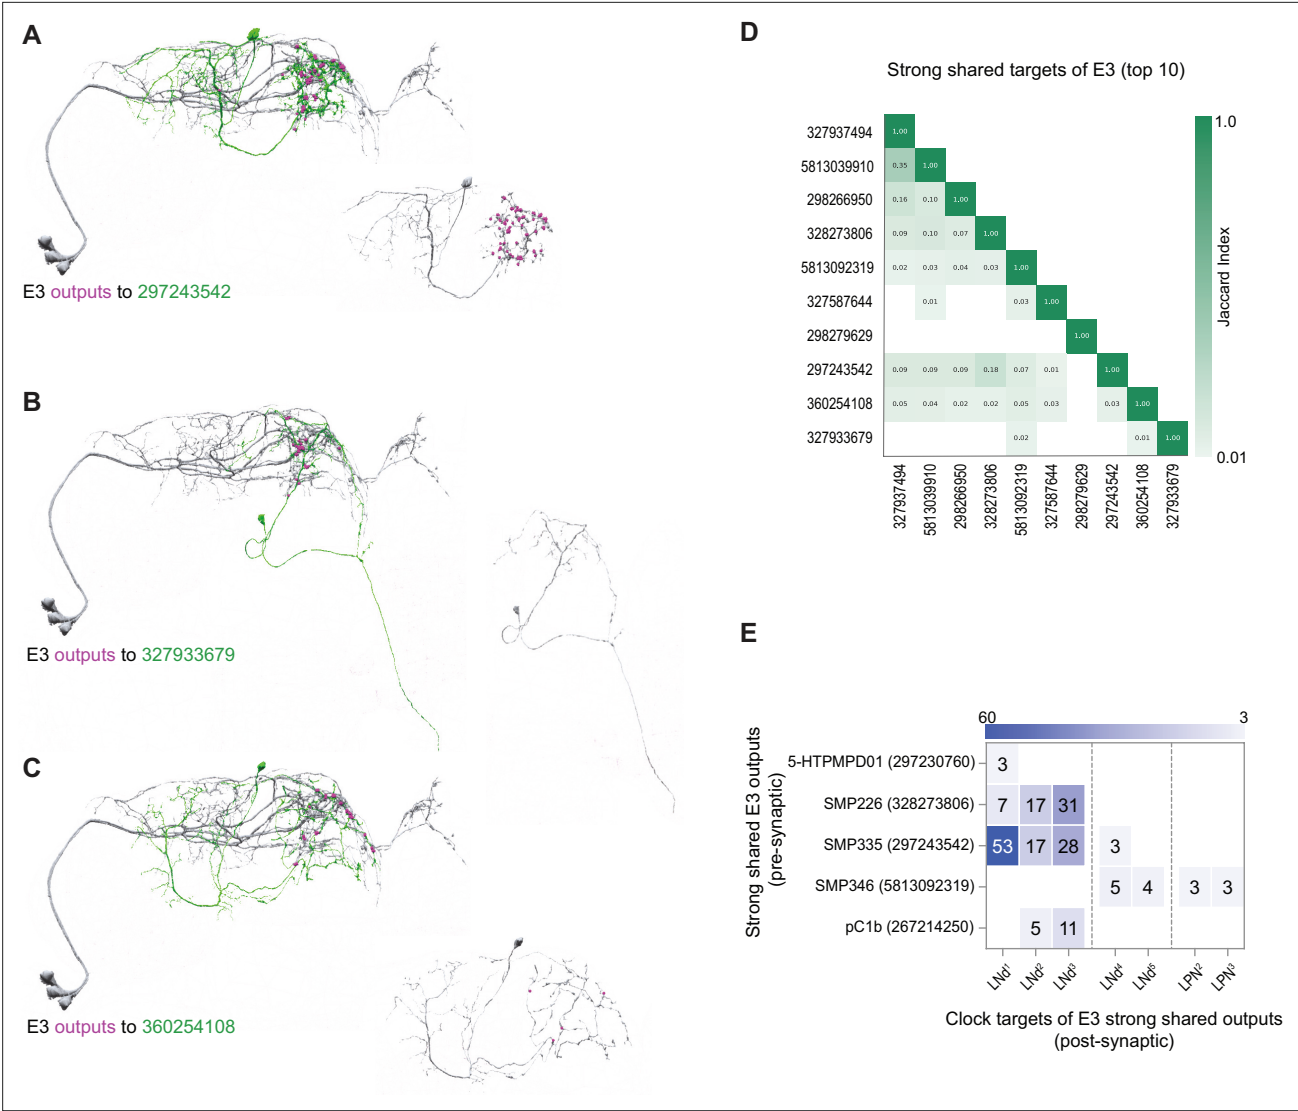 A
E3 outputs to 297243542
B
E3 outputs to 327933679
C
E3 outputs to 360254108
D
Strong shared targets of E3 (top 10)
327937494 1.00
5813039910 0.35 1.00
298266950 0.16 0.10 1.00
328273806 0.09 0.10 0.07 1.00
5813092319 0.02 0.03 0.04 0.03 1.00
327587644 0.01 0.03 1.00
298279629 1.00
297243542 0.09 0.09 0.09 0.18 0.07 0.01 1.00
360254108 0.05 0.04 0.02 0.02 0.05 0.03 0.03 1.00
327933679 0.02 0.01 1.00
327937494 5813039910 298266950 328273806 5813092319 327587644 298279629 297243542 360254108 327933679
1.0
Jaccard Index
0.01
E
60 3
Strong shared E3 outputs
(pre-synaptic)
5-HTPMPD01 (297230760) 3
SMP226 (328273806) 7 17 31
SMP335 (297243542) 53 17 28 3
SMP346 (5813092319) 5 4 3 3
pC1b (267214250) 5 11
LNd¹ LNd² LNd³ LNd⁴ LNd⁵ LPN² LPN³
Clock targets of E3 strong shared outputs
(post-synaptic)